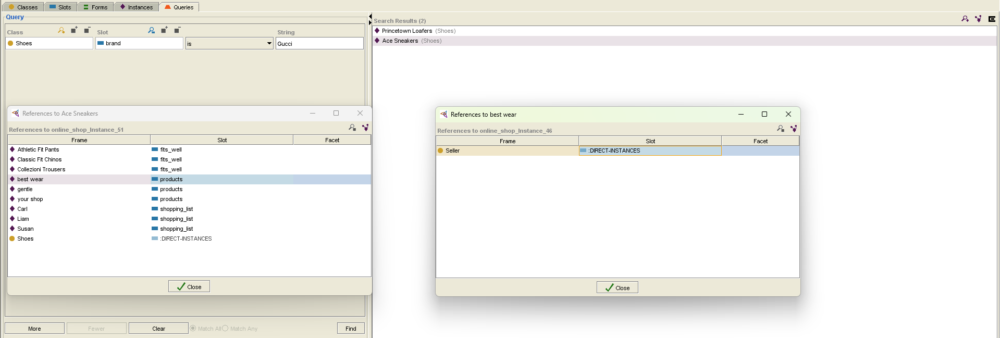 Classes Slots Forms Instances Queries
Query
Class Slot String
Shoes brand is Gucci
Search Results (2)
Princetown Loafers (Shoes)
Ace Sneakers (Shoes)
References to Ace Sneakers
References to online_shop_Instance_51
Frame Slot Facet
Athletic Fit Pants fits_well
Classic Fit Chinos fits_well
Collezioni Trousers fits_well
best wear products
gentle products
your shop products
Carl shopping_list
Liam shopping_list
Susan shopping_list
Shoes :DIRECT-INSTANCES
Close
References to best wear
References to online_shop_Instance_46
Frame Slot Facet
Seller :DIRECT-INSTANCES
Close
More Fewer Clear Match All Match Any Find